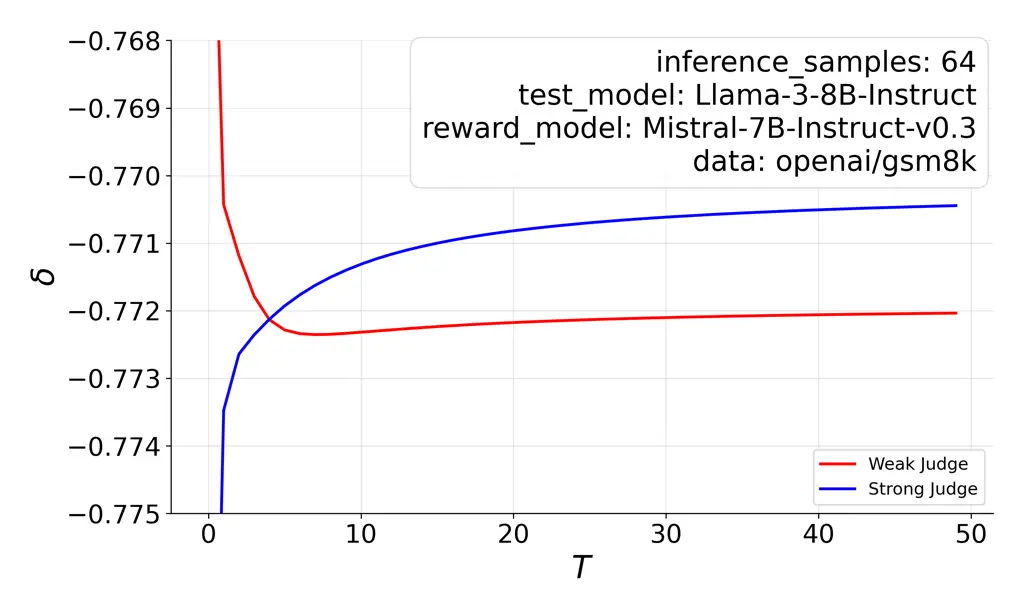 −0.768
−0.769
−0.770
−0.771
−0.772
−0.773
−0.774
−0.775
δ
inference_samples: 64
test_model: Llama-3-8B-Instruct
reward_model: Mistral-7B-Instruct-v0.3
data: openai/gsm8k
Weak Judge
Strong Judge
0 10 20 30 40 50
T